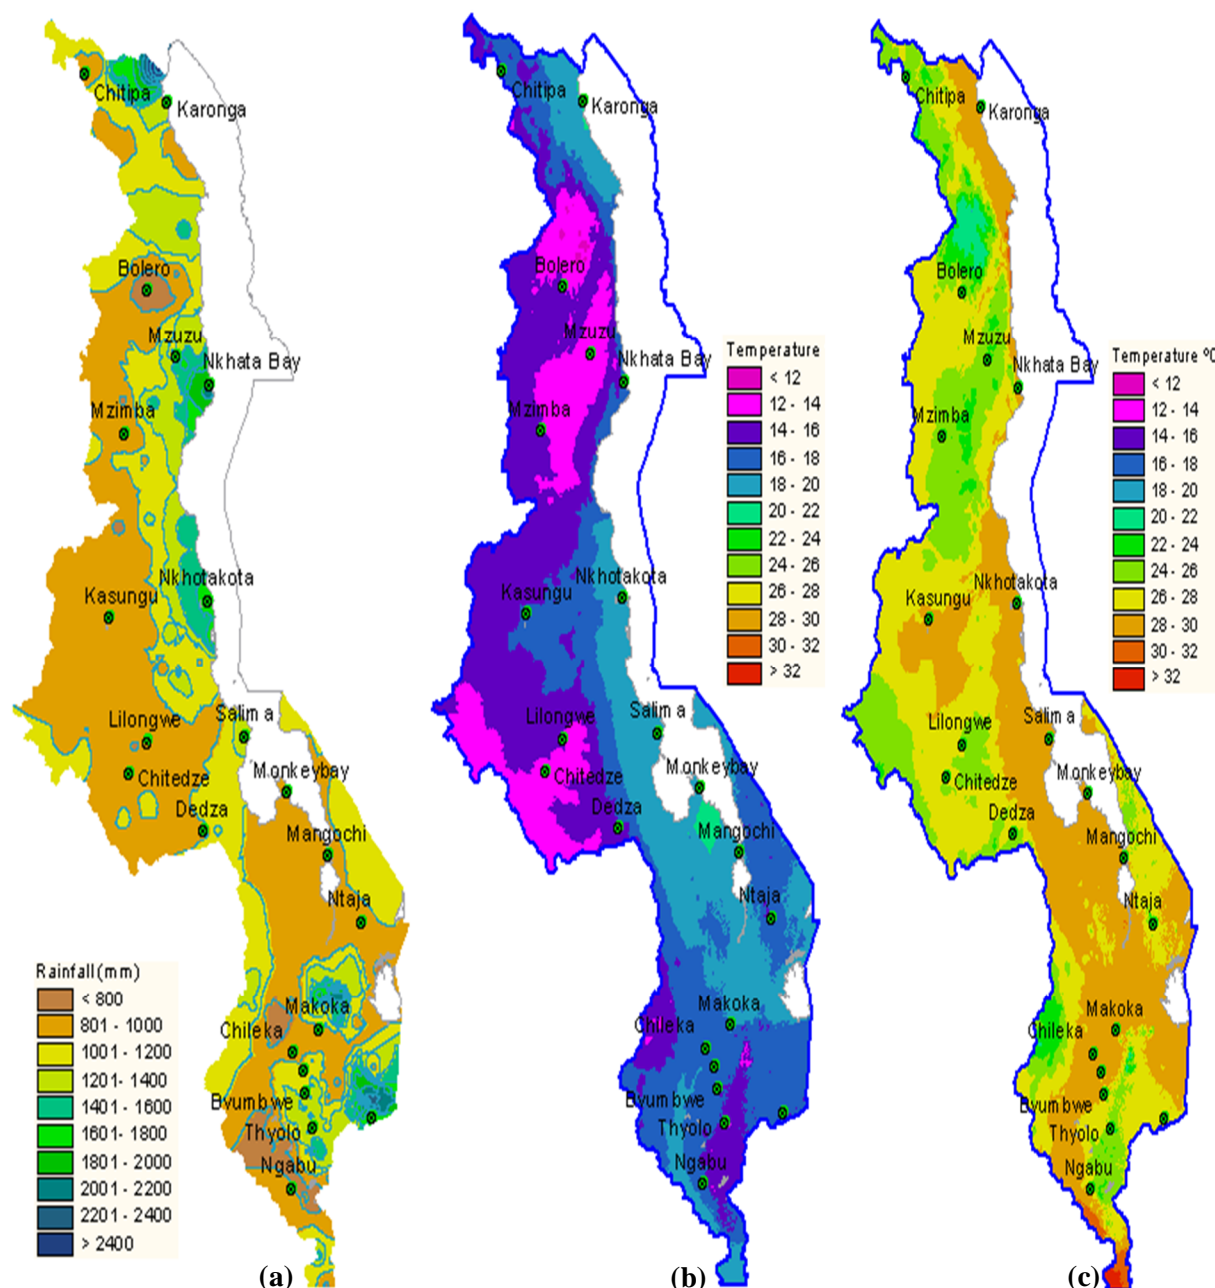 Chitipa
Karonga
Bolero
Mzuzu
Nkhata Bay
Mzimba
Nkhotakota
Kasungu
Lilongwe
Salima
Chitedze
Monkeybay
Dedza
Mangochi
Ntaja
Makoka
Chileka
Bvumbwe
Thyolo
Ngabu
Rainfall (mm)
< 800
801 - 1000
1001 - 1200
1201 - 1400
1401 - 1600
1601 - 1800
1801 - 2000
2001 - 2200
2201 - 2400
> 2400
(a)
Chitipa
Karonga
Bolero
Mzuzu
Nkhata Bay
Mzimba
Nkhotakota
Kasungu
Lilongwe
Salima
Chitedze
Monkeybay
Dedza
Mangochi
Ntaja
Makoka
Chileka
Bvumbwe
Thyolo
Ngabu
Temperature
< 12
12 - 14
14 - 16
16 - 18
18 - 20
20 - 22
22 - 24
24 - 26
26 - 28
28 - 30
30 - 32
> 32
(b)
Chitipa
Karonga
Bolero
Mzuzu
Nkhata Bay
Mzimba
Nkhotakota
Kasungu
Lilongwe
Salima
Chitedze
Monkeybay
Dedza
Mangochi
Ntaja
Makoka
Chileka
Bvumbwe
Thyolo
Ngabu
Temperature ºC
< 12
12 - 14
14 - 16
16 - 18
18 - 20
20 - 22
22 - 24
24 - 26
26 - 28
28 - 30
30 - 32
> 32
(c)